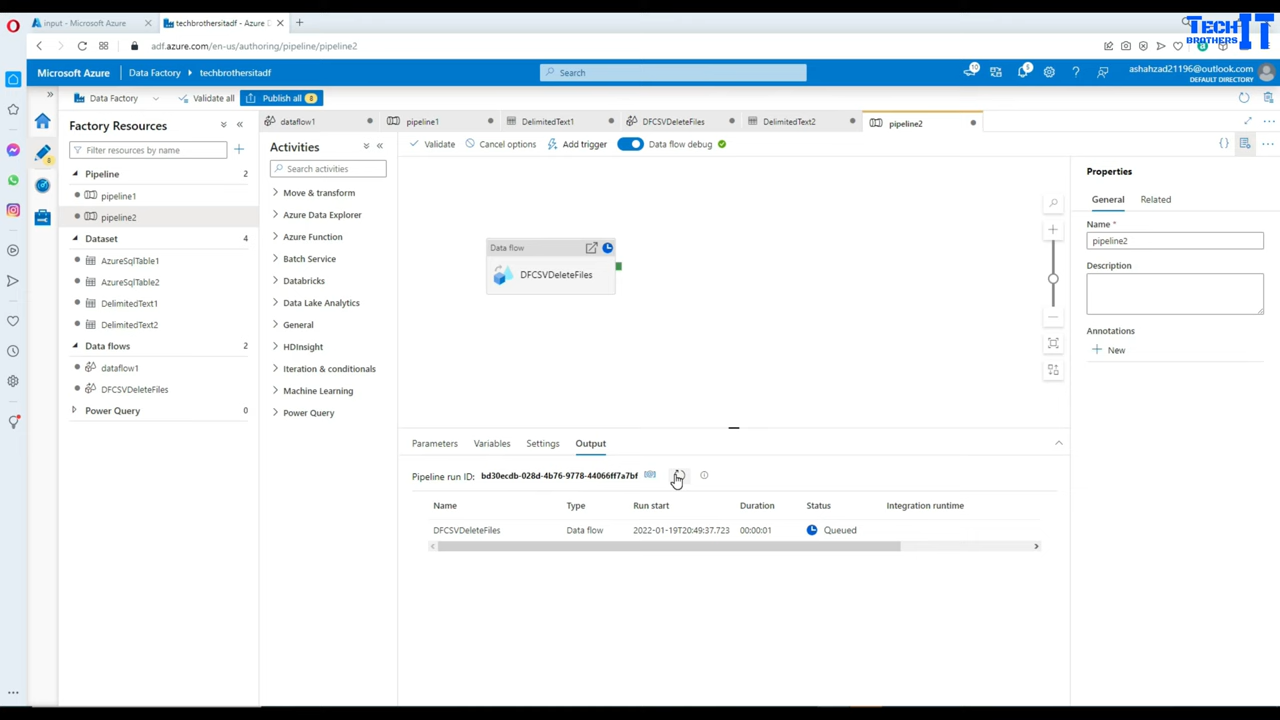 input - Microsoft Azure
techbrothersitadf - Azure D
TECH IT
BROTHERS
adf.azure.com/en-us/authoring/pipeline/pipeline2
Microsoft Azure
Data Factory
techbrothersitadf
Search
10
ashahzad21196@outlook.com
DEFAULT DIRECTORY
Data Factory
Validate all
Publish all
8
Factory Resources
Filter resources by name
Pipeline
2
pipeline1
pipeline2
Dataset
4
AzureSqlTable1
AzureSqlTable2
DelimitedText1
DelimitedText2
Data flows
2
dataflow1
DFCSVDeleteFiles
Power Query
0
dataflow1
pipeline1
DelimitedText1
DFCSVDeleteFiles
DelimitedText2
pipeline2
Activities
Search activities
Move & transform
Azure Data Explorer
Azure Function
Batch Service
Databricks
Data Lake Analytics
General
HDInsight
Iteration & conditionals
Machine Learning
Power Query
Validate
Cancel options
Add trigger
Data flow debug
Data flow
DFCSVDeleteFiles
Parameters
Variables
Settings
Output
Pipeline run ID: bd30ecdb-028d-4b76-9778-44066ff7a7bf
Name Type Run start Duration Status Integration runtime
DFCSVDeleteFiles Data flow 2022-01-19T20:49:37.723 00:00:01 Queued
Properties
General
Related
Name *
pipeline2
Description
Annotations
New